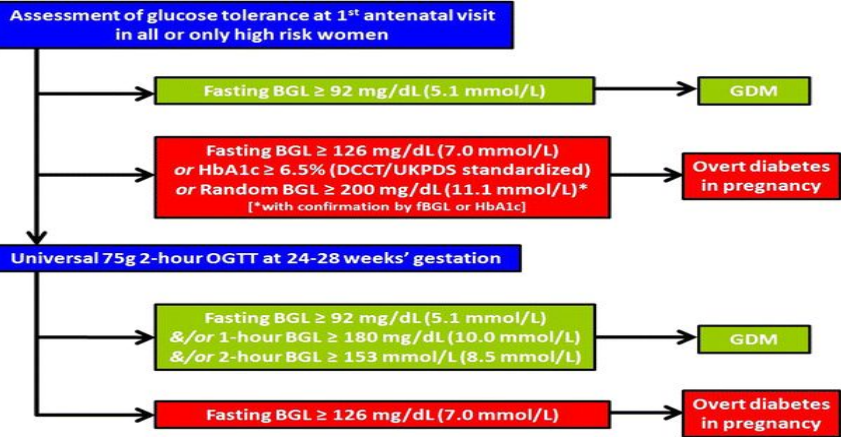 Assessment of glucose tolerance at 1st antenatal visit
in all or only high risk women
Fasting BGL ≥ 92 mg/dL (5.1 mmol/L)
GDM
Fasting BGL ≥ 126 mg/dL (7.0 mmol/L)
or HbA1c ≥ 6.5% (DCCT/UKPDS standardized)
or Random BGL ≥ 200 mg/dL (11.1 mmol/L)*
[*with confirmation by fBGL or HbA1c]
Overt diabetes
in pregnancy
Universal 75g 2-hour OGTT at 24-28 weeks' gestation
Fasting BGL ≥ 92 mg/dL (5.1 mmol/L)
&/or 1-hour BGL ≥ 180 mg/dL (10.0 mmol/L)
&/or 2-hour BGL ≥ 153 mmol/L (8.5 mmol/L)
GDM
Fasting BGL ≥ 126 mg/dL (7.0 mmol/L)
Overt diabetes
in pregnancy